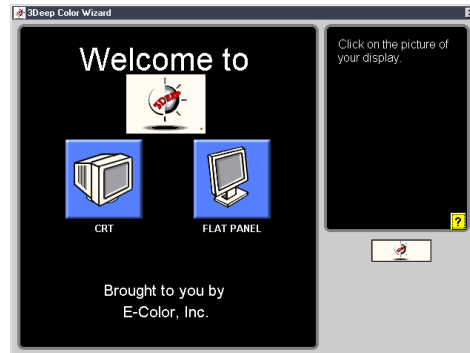 3Deep Color Wizard
Welcome to
3DEEP
CRT
FLAT PANEL
Brought to you by
E-Color, Inc.
Click on the picture of
your display.
?